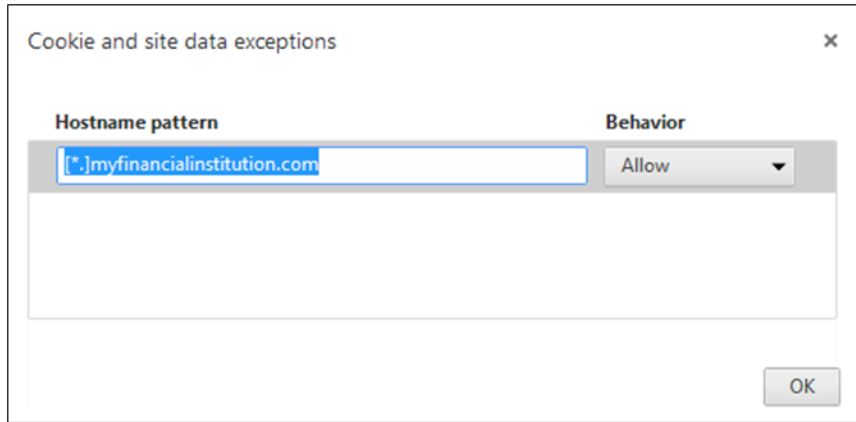 Cookie and site data exceptions
Hostname pattern Behavior
[*.]myfinancialinstitution.com Allow
OK